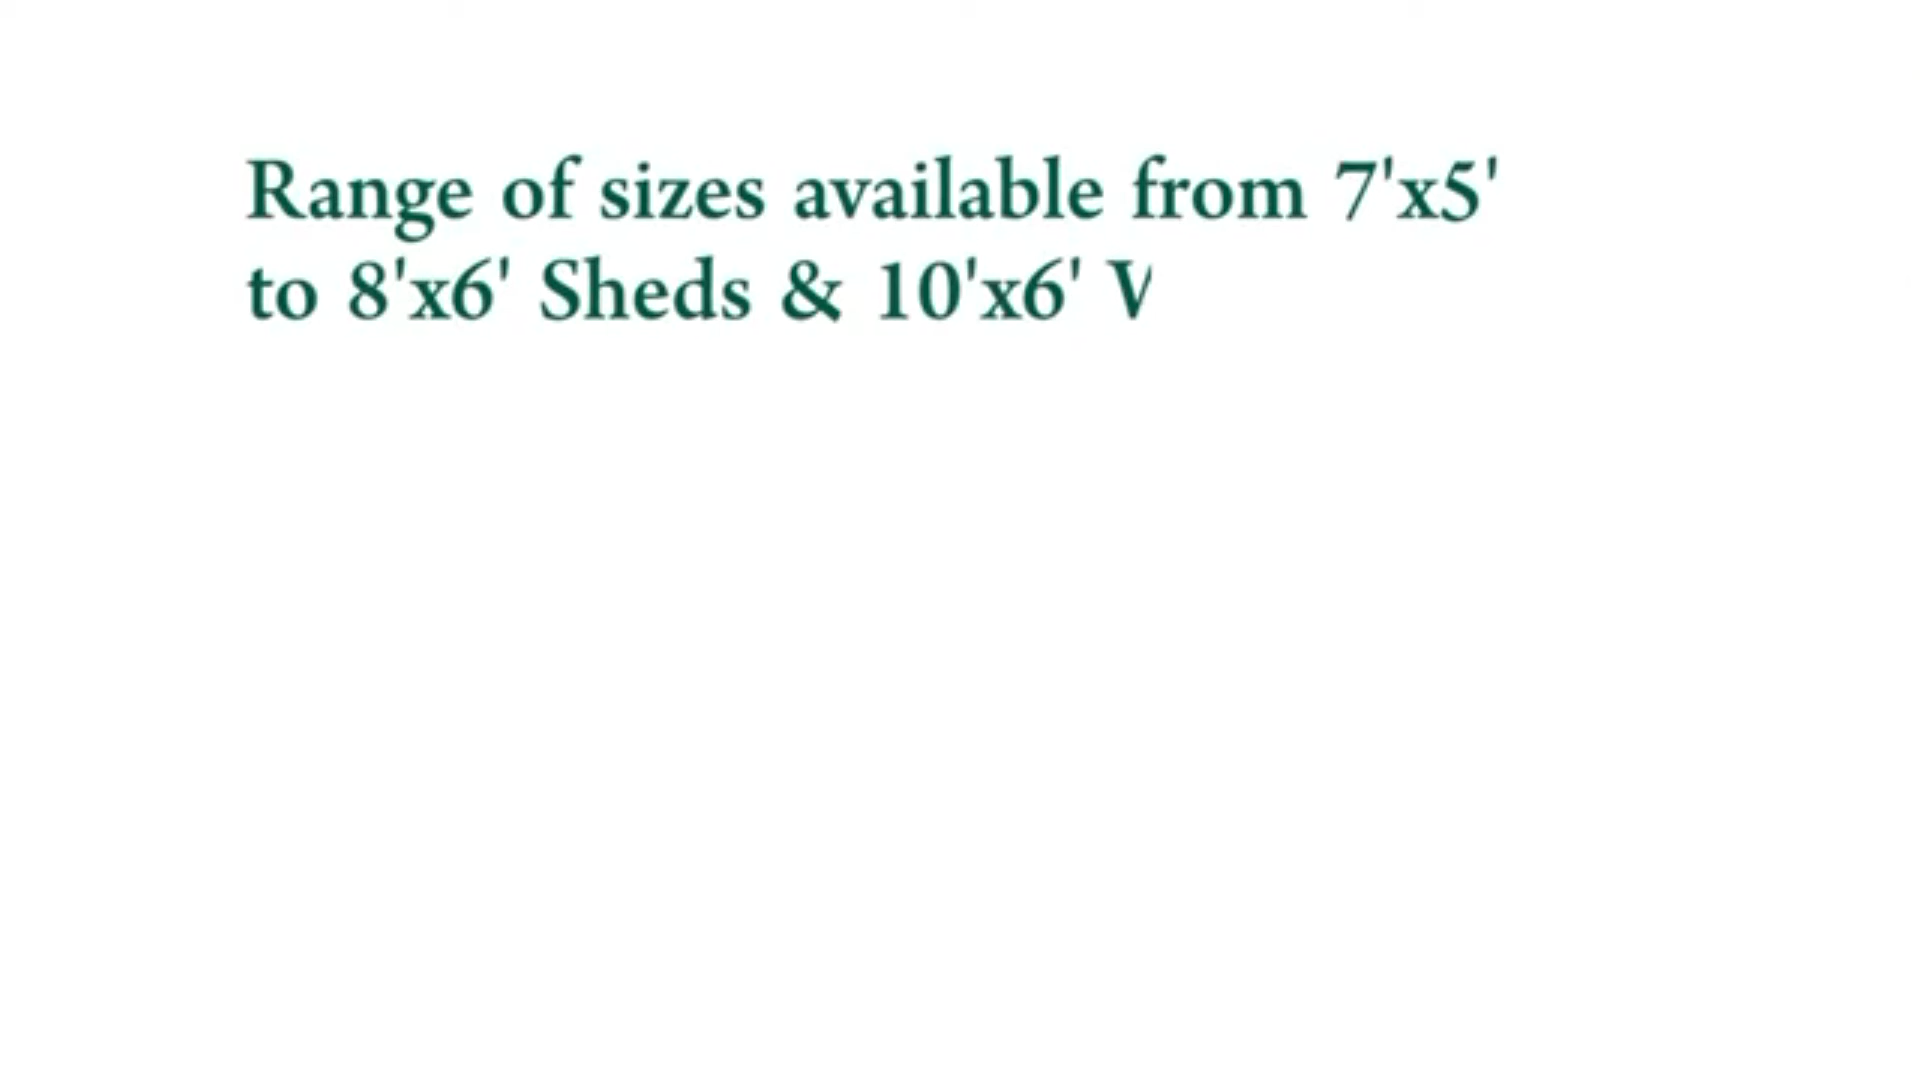 Range of sizes available from 7'x5'
to 8'x6' Sheds & 10'x6'